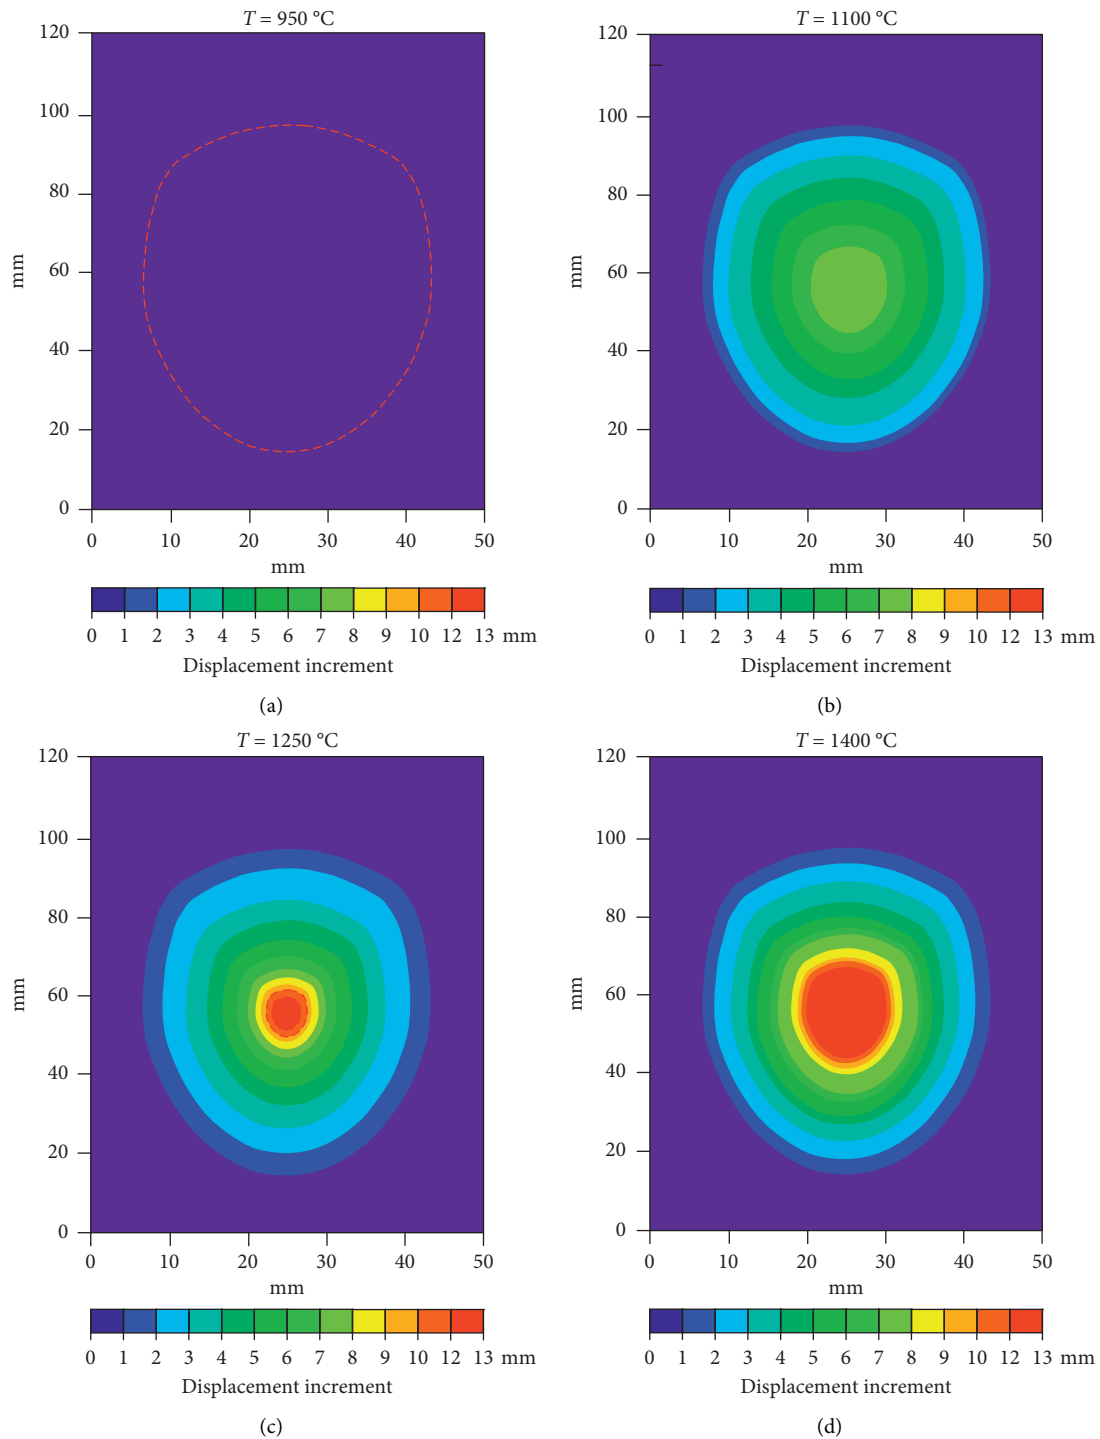 T = 950 °C
120
100
80
60
40
20
0
mm
0 10 20 30 40 50
mm
0 1 2 3 4 5 6 7 8 9 10 12 13 mm
Displacement increment
(a)
T = 1100 °C
120
100
80
60
40
20
0
mm
0 10 20 30 40 50
mm
0 1 2 3 4 5 6 7 8 9 10 12 13 mm
Displacement increment
(b)
T = 1250 °C
120
100
80
60
40
20
0
mm
0 10 20 30 40 50
mm
0 1 2 3 4 5 6 7 8 9 10 12 13 mm
Displacement increment
(c)
T = 1400 °C
120
100
80
60
40
20
0
mm
0 10 20 30 40 50
mm
0 1 2 3 4 5 6 7 8 9 10 12 13 mm
Displacement increment
(d)